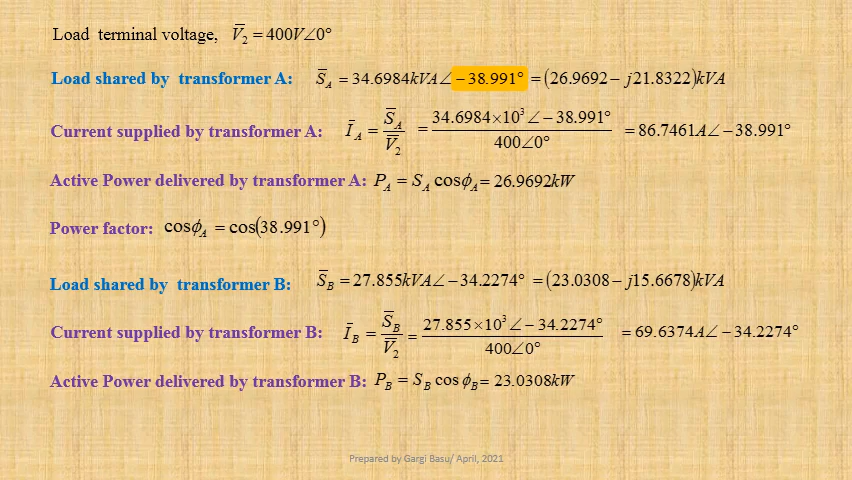 Load terminal voltage, V̅₂ = 400V∠0°
Load shared by transformer A: S̅_A = 34.6984kVA∠−38.991° = (26.9692 − j21.8322)kVA
Current supplied by transformer A: I̅_A = S̅_A / V̅₂ = 34.6984×10³∠−38.991° / 400∠0° = 86.7461A∠−38.991°
Active Power delivered by transformer A: P_A = S_A cosϕ_A = 26.9692kW
Power factor: cosϕ_A = cos(38.991°)
Load shared by transformer B: S̅_B = 27.855kVA∠−34.2274° = (23.0308 − j15.6678)kVA
Current supplied by transformer B: I̅_B = S̅_B / V̅₂ = 27.855×10³∠−34.2274° / 400∠0° = 69.6374A∠−34.2274°
Active Power delivered by transformer B: P_B = S_B cos ϕ_B = 23.0308kW
Prepared by Gargi Basu/ April, 2021